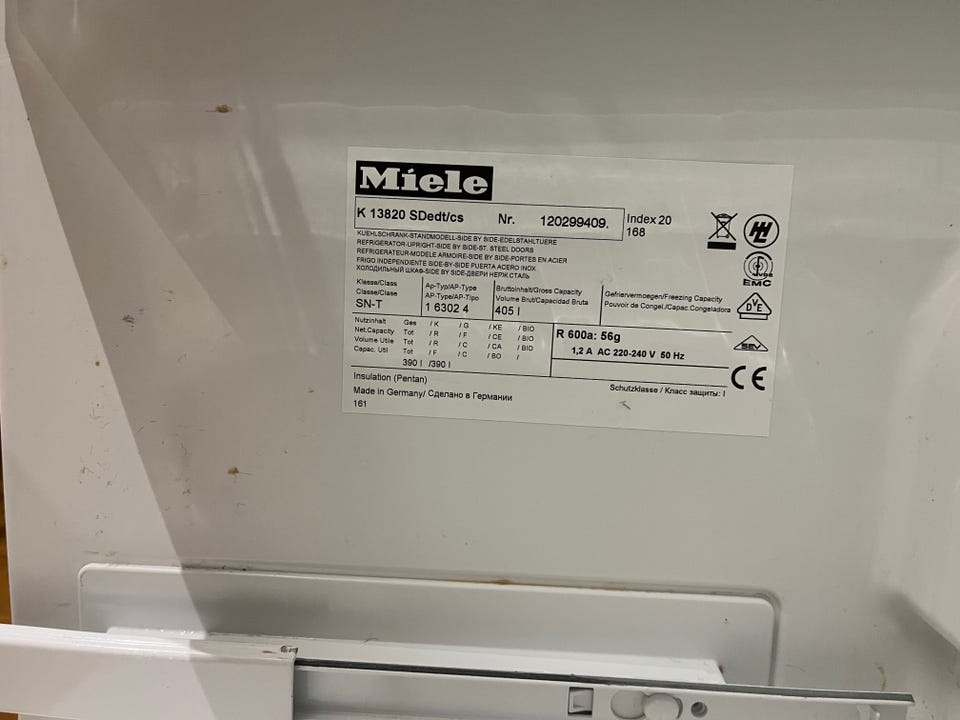 Miele
K 13820 SDedt/cs Nr. 120299409. Index 20
168
KUEHLSCHRANK-STANDMODELL-SIDE BY SIDE-EDELSTAHLTUERE
REFRIGERATOR-UPRIGHT-SIDE BY SIDE-ST. STEEL DOORS
REFRIGERATEUR-MODELE ARMOIRE-SIDE BY SIDE-PORTES EN ACIER
FRIGO INDEPENDIENTE SIDE-BY-SIDE PUERTA ACERO INOX
ХОЛОДИЛЬНЫЙ ШКАФ-SIDE BY SIDE-ДВЕРИ НЕРЖ СТАЛЬ
Klasse/Class
Classe/Clase
SN-T
Ap-Typ/AP-Type
AP-Type/AP-Tipo
1 6302 4
Bruttoinhalt/Gross Capacity
Volume Brut/Capacidad Bruta
405 l
Gefriervermoegen/Freezing Capacity
Pouvoir de Congel./Capac.Congeladora
Nutzinhalt Ges /K /G /KE /BIO
Net.Capacity Tot /R /F /CE /BIO
Volume Utile Tot /R /C /CA /BIO
Capac. Util Tot /F /C /BO /
390 l /390 l
R 600a: 56g
1,2 A AC 220-240 V 50 Hz
Insulation (Pentan)
Schutzklasse / Класс защиты: I
Made in Germany/ Сделано в Германии
161
EMC
DVE
SEV
CE